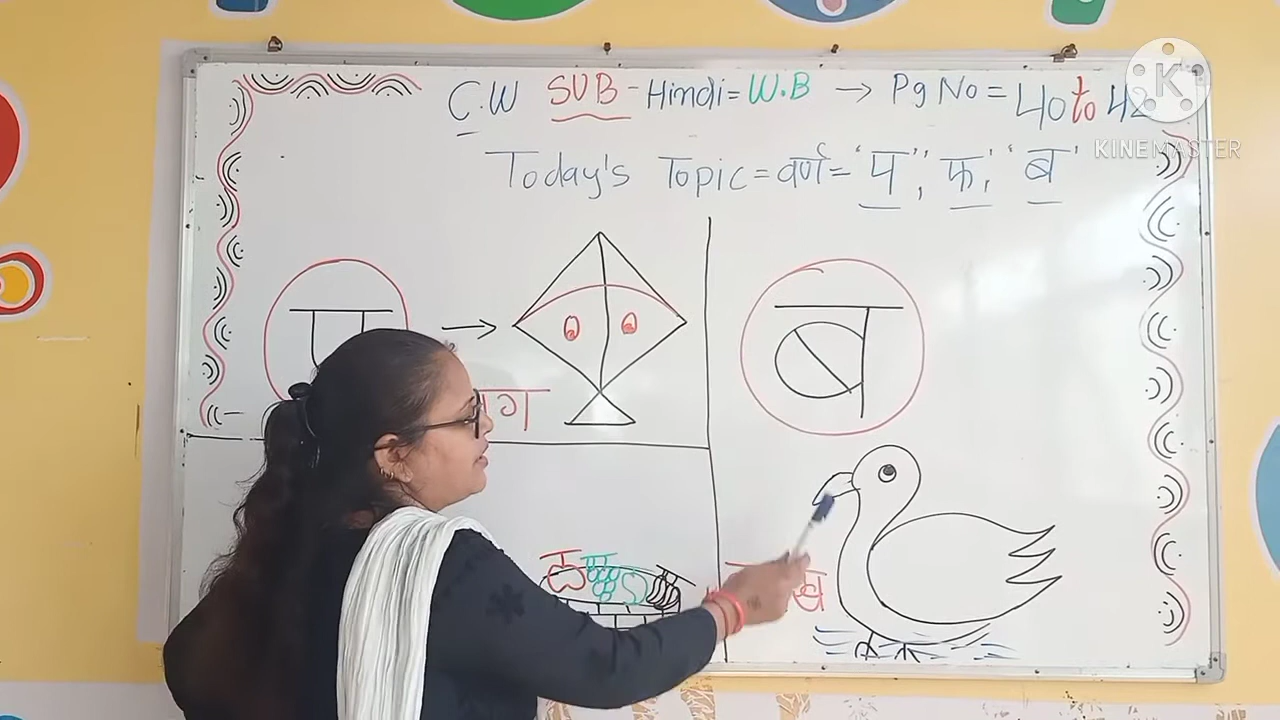 C.W SUB - Hindi = W.B → Pg No = 40 to 42
Today's Topic = वर्ण = 'प', 'फ', 'ब'
प →
ब
K
KINEMASTER